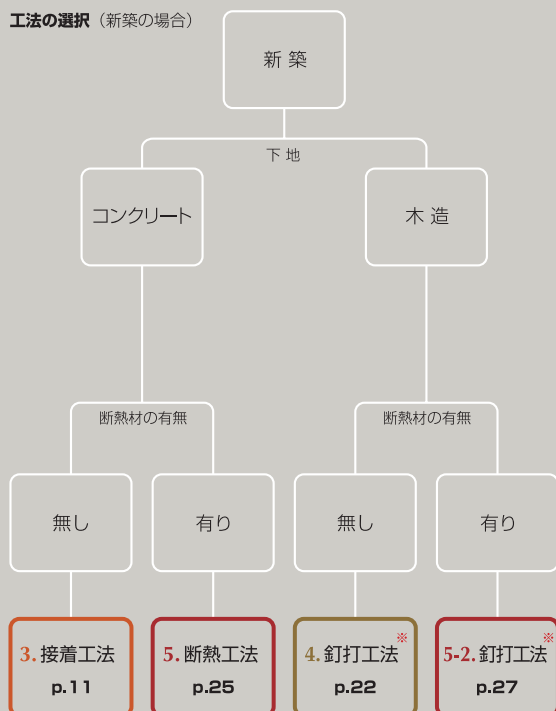 工法の選択（新築の場合）
新築
下地
コンクリート
木造
断熱材の有無
断熱材の有無
無し
有り
無し
有り
3. 接着工法
p.11
5. 断熱工法
p.25
4. 釘打工法※
p.22
5-2. 釘打工法※
p.27